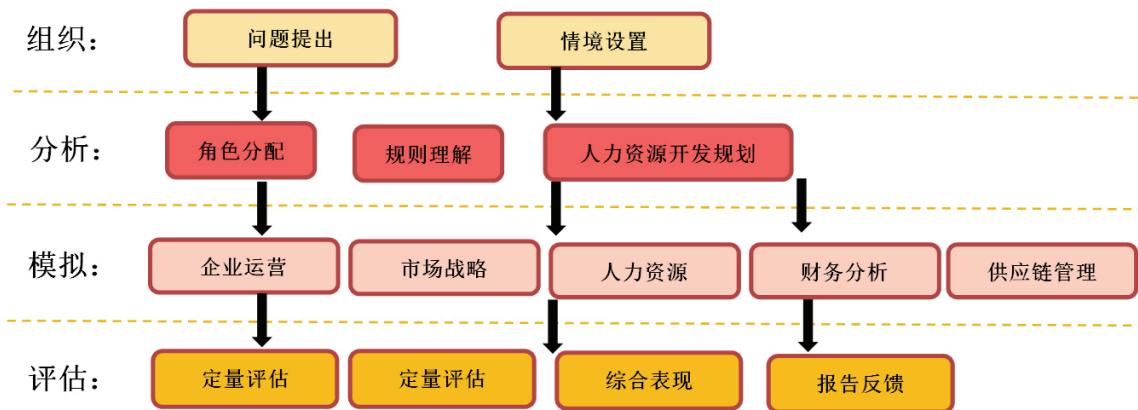 组织：
问题提出
情境设置
分析：
角色分配
规则理解
人力资源开发规划
模拟：
企业运营
市场战略
人力资源
财务分析
供应链管理
评估：
定量评估
定量评估
综合表现
报告反馈